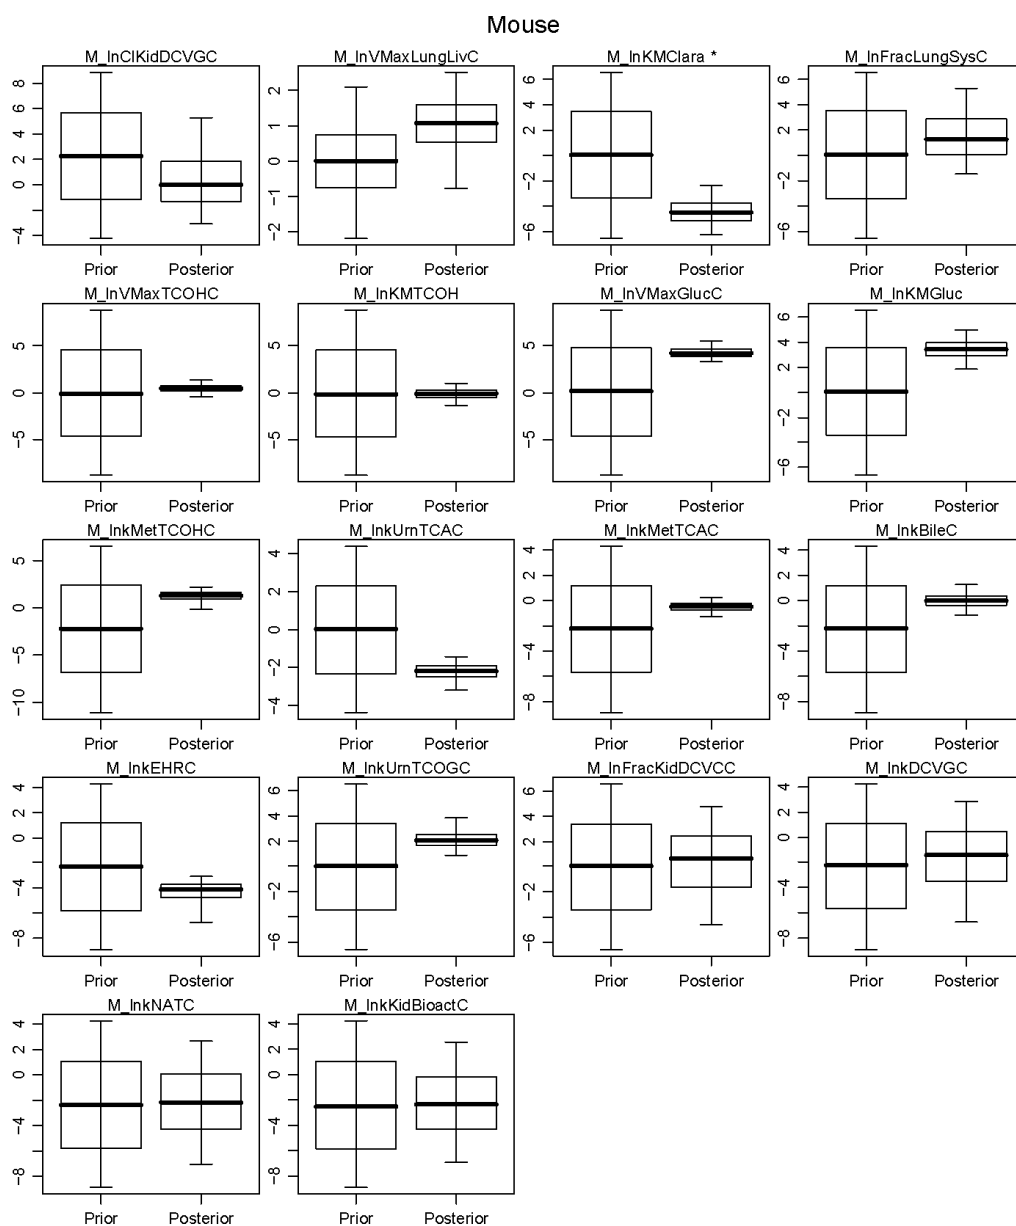 Mouse
M_lnClKidDCVGC
8
6
4
2
0
−4
Prior
Posterior
M_lnVMaxLungLivC
2
1
0
−1
−2
Prior
Posterior
M_lnKMClara *
6
4
2
−2
−6
Prior
Posterior
M_lnFracLungSysC
6
4
2
−2
−6
Prior
Posterior
M_lnVMaxTCOHC
5
0
−5
Prior
Posterior
M_lnKMTCOH
5
0
−5
Prior
Posterior
M_lnVMaxGlucC
5
0
−5
Prior
Posterior
M_lnKMGluc
6
4
2
0
−2
−6
Prior
Posterior
M_lnkMetTCOHC
5
0
−5
−10
Prior
Posterior
M_lnkUrnTCAC
4
2
0
−2
−4
Prior
Posterior
M_lnkMetTCAC
4
2
0
−4
−8
Prior
Posterior
M_lnkBileC
4
2
0
−4
−8
Prior
Posterior
M_lnkEHRC
4
2
0
−4
−8
Prior
Posterior
M_lnkUrnTCOGC
6
4
2
−2
−6
Prior
Posterior
M_lnFracKidDCVCC
6
4
2
0
−2
−6
Prior
Posterior
M_lnkDCVGC
4
2
0
−4
−8
Prior
Posterior
M_lnkNATC
4
2
0
−4
−8
Prior
Posterior
M_lnkKidBioactC
4
2
0
−4
−8
Prior
Posterior